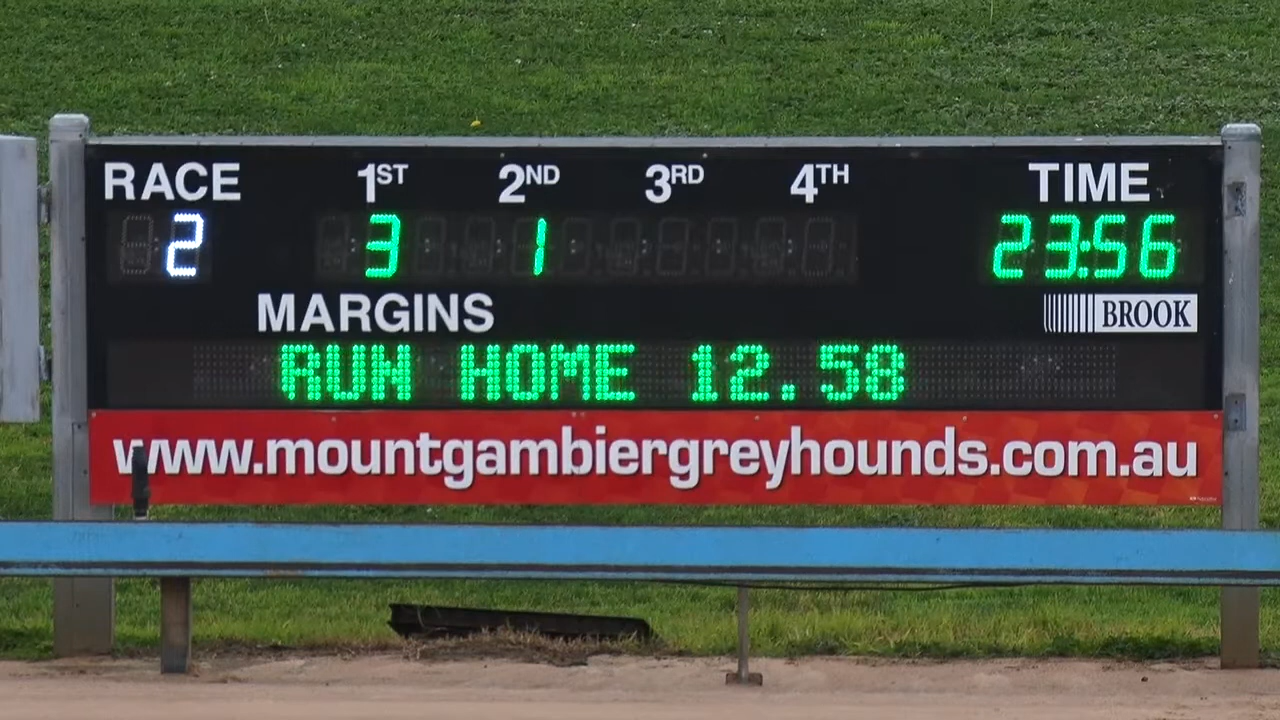 RACE 1ST 2ND 3RD 4TH TIME
2 3 1 23:56
MARGINS BROOK
RUN HOME 12.58
www.mountgambiergreyhounds.com.au